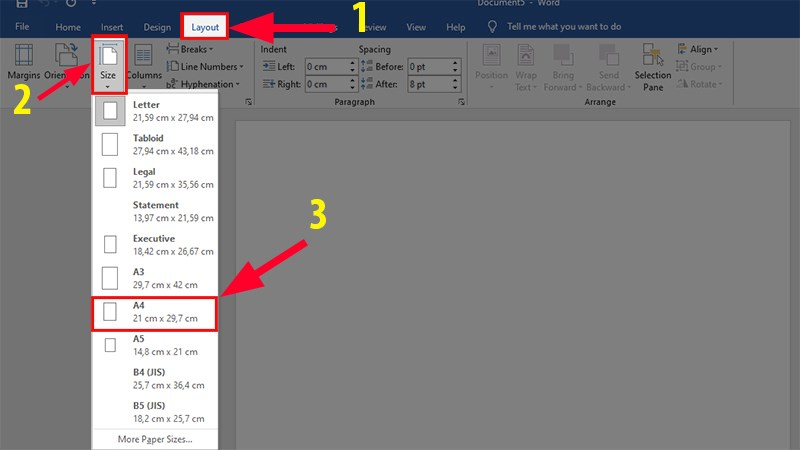 Document5 - Word
File Home Insert Design Layout Review View Help Tell me what you want to do
1
Margins
Size
Columns
Breaks
Line Numbers
Hyphenation
Indent
Left: 0 cm
Right: 0 cm
Spacing
Before: 0 pt
After: 8 pt
Paragraph
Position
Wrap
Text
Bring
Forward
Send
Backward
Selection
Pane
Align
Group
Rotate
Arrange
2
Letter
21,59 cm x 27,94 cm
Tabloid
27,94 cm x 43,18 cm
Legal
21,59 cm x 35,56 cm
Statement
13,97 cm x 21,59 cm
Executive
18,42 cm x 26,67 cm
A3
29,7 cm x 42 cm
3
A4
21 cm x 29,7 cm
A5
14,8 cm x 21 cm
B4 (JIS)
25,7 cm x 36,4 cm
B5 (JIS)
18,2 cm x 25,7 cm
More Paper Sizes...